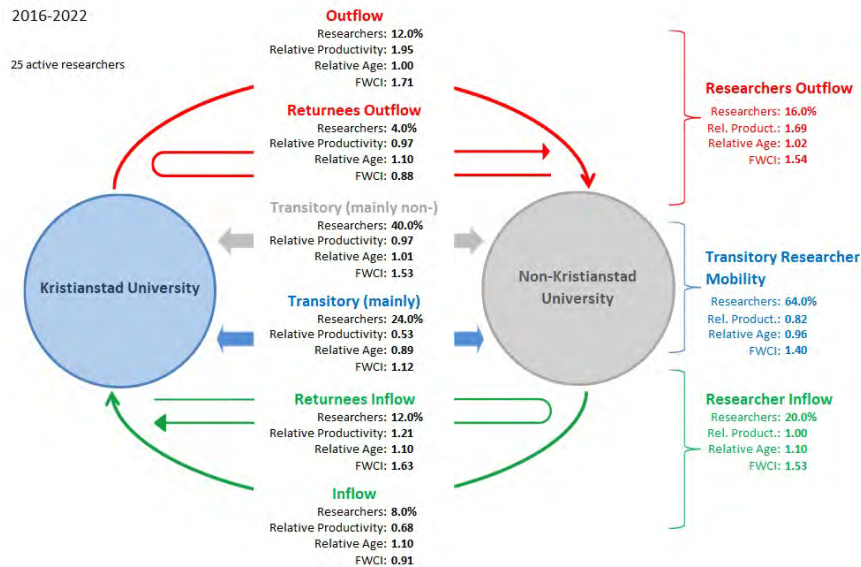 2016-2022
25 active researchers
Outflow
Researchers: 12.0%
Relative Productivity: 1.95
Relative Age: 1.00
FWCI: 1.71
Returnees Outflow
Researchers: 4.0%
Relative Productivity: 0.97
Relative Age: 1.10
FWCI: 0.88
Transitory (mainly non-)
Researchers: 40.0%
Relative Productivity: 0.97
Relative Age: 1.01
FWCI: 1.53
Transitory (mainly)
Researchers: 24.0%
Relative Productivity: 0.53
Relative Age: 0.89
FWCI: 1.12
Returnees Inflow
Researchers: 12.0%
Relative Productivity: 1.21
Relative Age: 1.10
FWCI: 1.63
Inflow
Researchers: 8.0%
Relative Productivity: 0.68
Relative Age: 1.10
FWCI: 0.91
Kristianstad University
Non-Kristianstad
University
Researchers Outflow
Researchers: 16.0%
Rel. Product.: 1.69
Relative Age: 1.02
FWCI: 1.54
Transitory Researcher
Mobility
Researchers: 64.0%
Rel. Product.: 0.82
Relative Age: 0.96
FWCI: 1.40
Researcher Inflow
Researchers: 20.0%
Rel. Product.: 1.00
Relative Age: 1.10
FWCI: 1.53